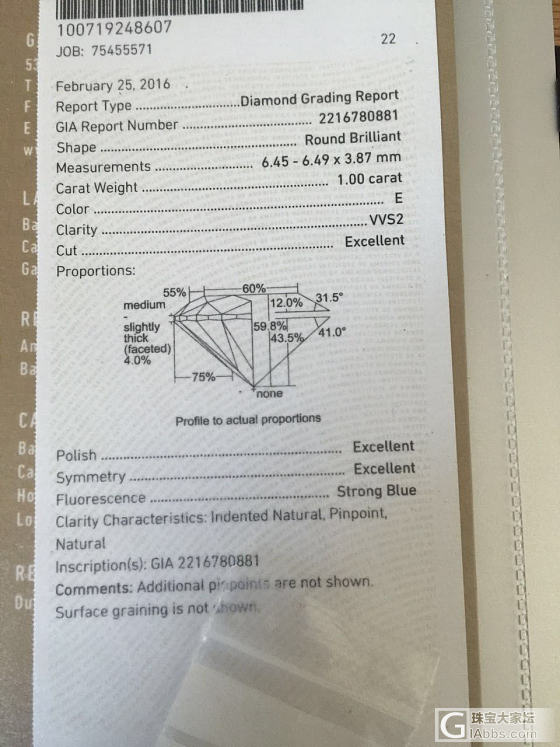 100719248607
JOB: 75455571
22
February 25, 2016
Report Type ........................Diamond Grading Report
GIA Report Number ................................ 2216780881
Shape .................................................. Round Brilliant
Measurements ........................ 6.45 - 6.49 x 3.87 mm
Carat Weight .............................................. 1.00 carat
Color ..................................................................... E
Clarity ............................................................. VVS2
Cut .......................................................... Excellent
Proportions:
55%
60%
medium
-
slightly
thick
(faceted)
4.0%
12.0%
31.5°
59.8%
43.5%
41.0°
75%
none
Profile to actual proportions
Polish ......................................................... Excellent
Symmetry .................................................. Excellent
Fluorescence ........................................... Strong Blue
Clarity Characteristics: Indented Natural, Pinpoint,
Natural
Inscription(s): GIA 2216780881
Comments: Additional pinpoints are not shown.
Surface graining is not shown.
珠宝大家坛
GIAbbs.com